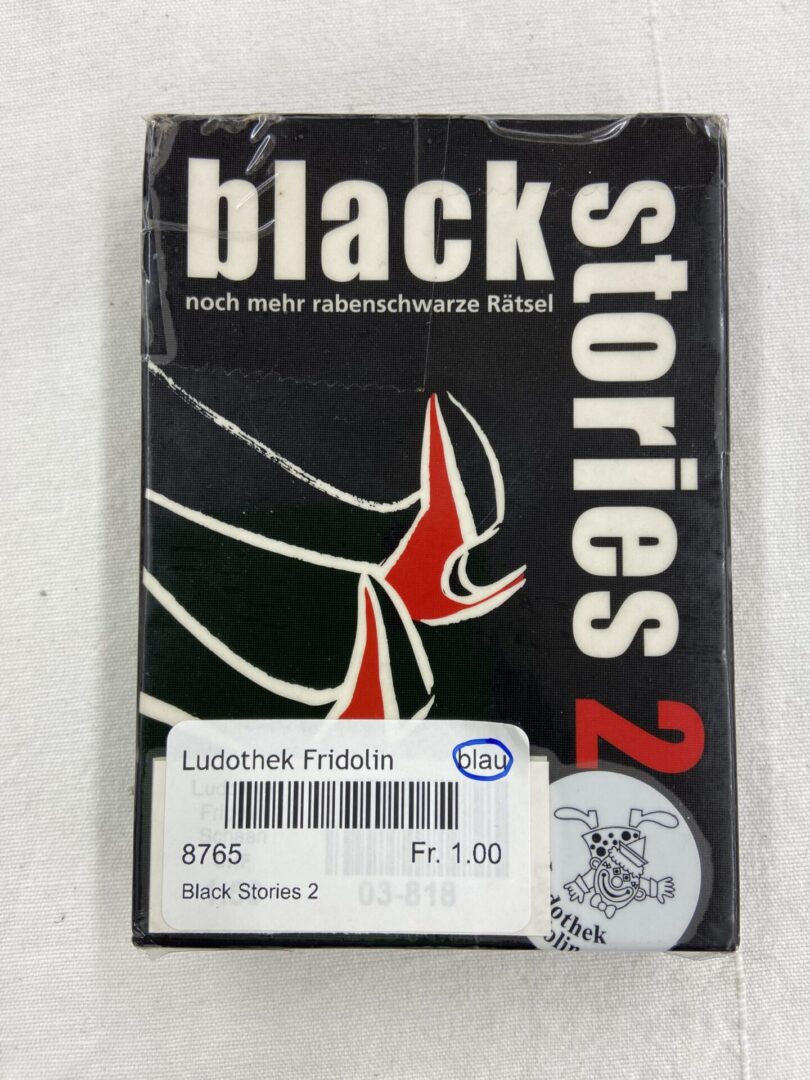 black
stories 2
noch mehr rabenschwarze Rätsel
Ludothek Fridolin blau
8765 Fr. 1.00
Black Stories 2
03-818